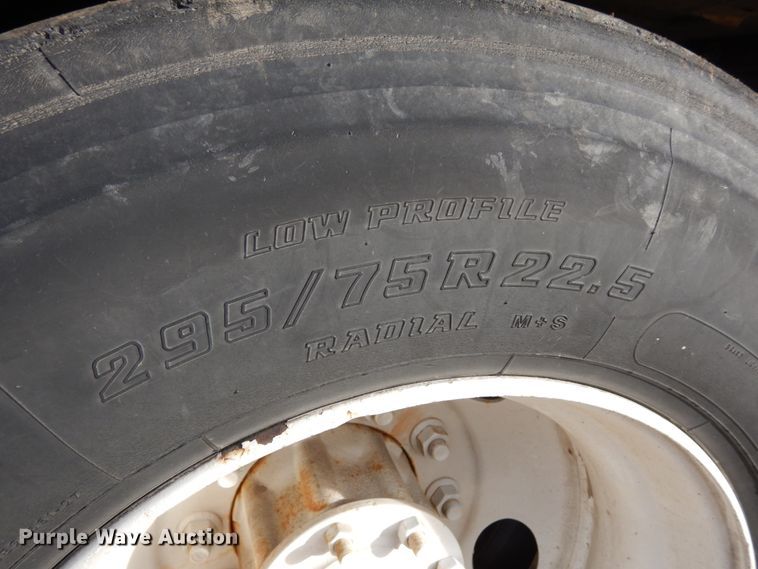 LOW PROFILE
295/75R22.5
RADIAL M+S
Purple Wave Auction